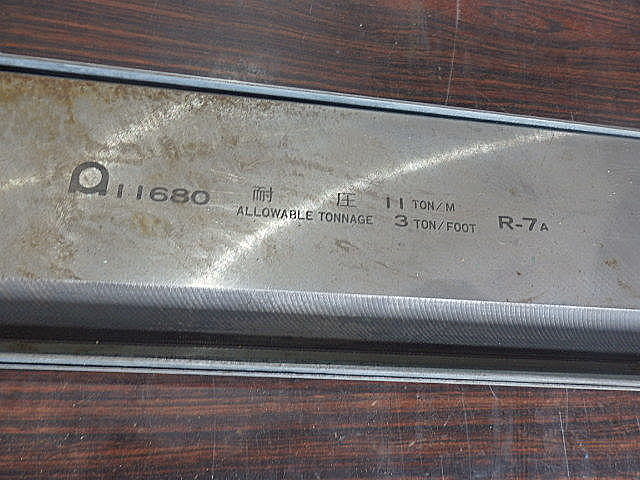 11680 耐圧 11 TON/M
ALLOWABLE TONNAGE 3 TON/FOOT R-7A